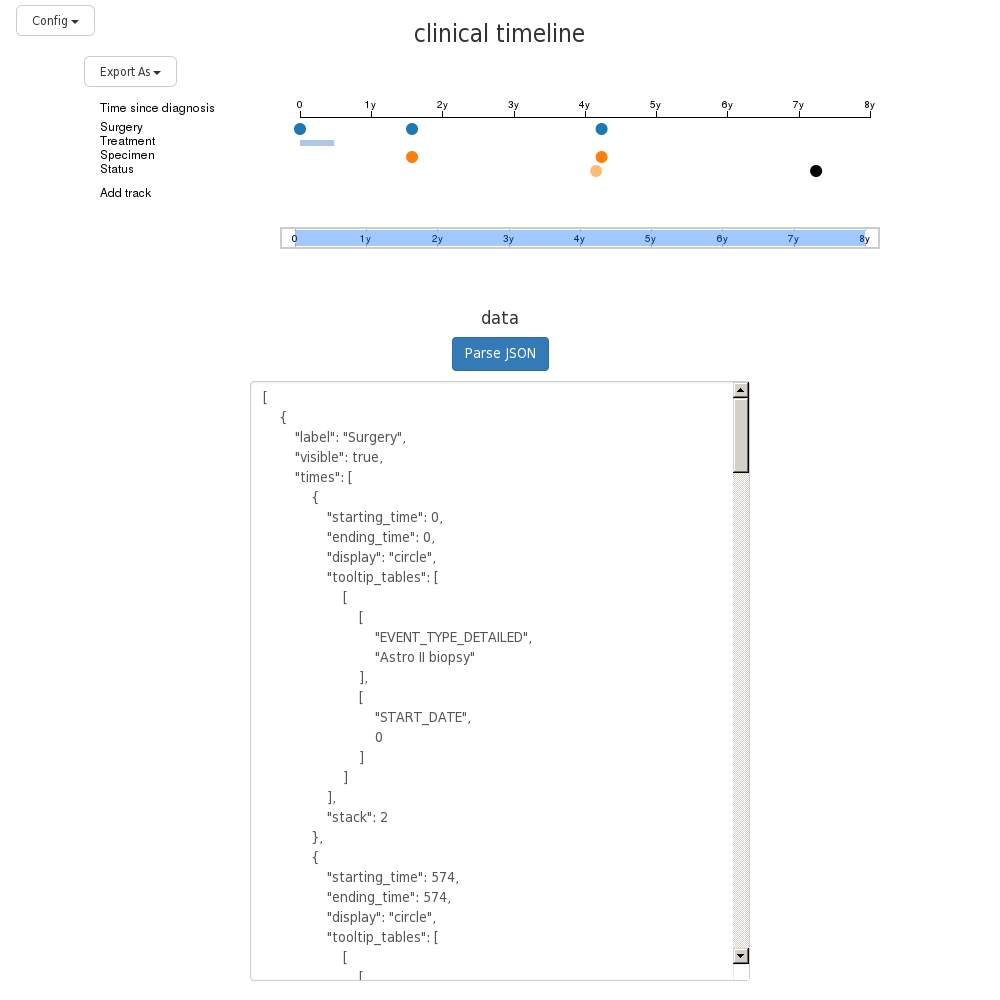 Config
clinical timeline
Export As
Time since diagnosis
0 1y 2y 3y 4y 5y 6y 7y 8y
Surgery
Treatment
Specimen
Status
Add track
0 1y 2y 3y 4y 5y 6y 7y 8y
data
Parse JSON
[
{
"label": "Surgery",
"visible": true,
"times": [
{
"starting_time": 0,
"ending_time": 0,
"display": "circle",
"tooltip_tables": [
[
[
"EVENT_TYPE_DETAILED",
"Astro II biopsy"
],
[
"START_DATE",
0
]
]
],
"stack": 2
},
{
"starting_time": 574,
"ending_time": 574,
"display": "circle",
"tooltip_tables": [
[
[